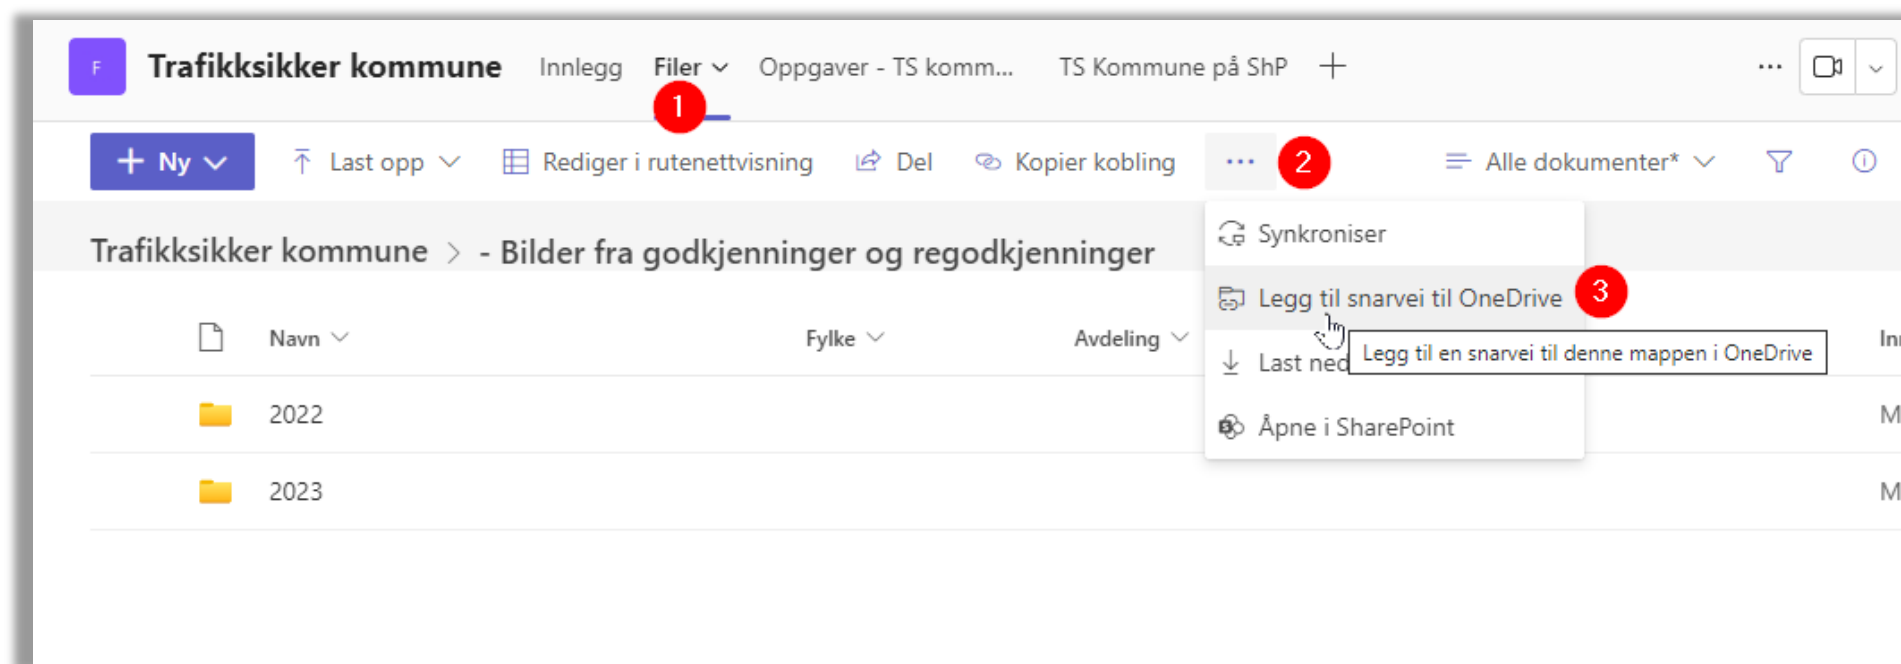 F Trafikksikker kommune Innlegg Filer Oppgaver - TS komm... TS Kommune på ShP ...
1
Ny Last opp Rediger i rutenettvisning Del Kopier kobling ... 2 Alle dokumenter*
Trafikksikker kommune > - Bilder fra godkjenninger og regodkjenninger
Synkroniser
Legg til snarvei til OneDrive 3
Navn Fylke Avdeling
Legg til en snarvei til denne mappen i OneDrive
Last ned
2022
Åpne i SharePoint
2023